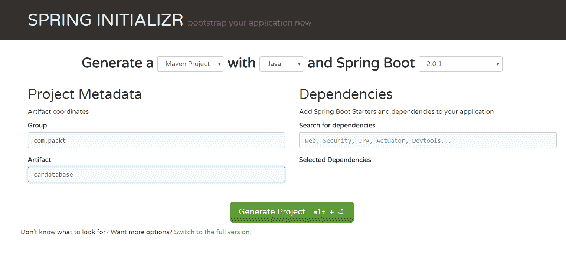 SPRING INITIALIZR bootstrap your application now
Generate a Maven Project with Java and Spring Boot 2.0.1
Project Metadata
Artifact coordinates
Group
com.packt
Artifact
cardatabase
Dependencies
Add Spring Boot Starters and dependencies to your application
Search for dependencies
Web, Security, JPA, Actuator, Devtools...
Selected Dependencies
Generate Project alt +
Don't know what to look for? Want more options? Switch to the full version.